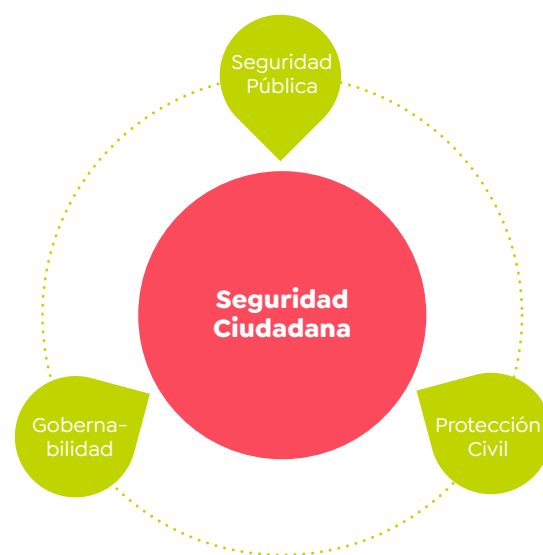 Seguridad
Pública
Seguridad
Ciudadana
Goberna-
bilidad
Protección
Civil